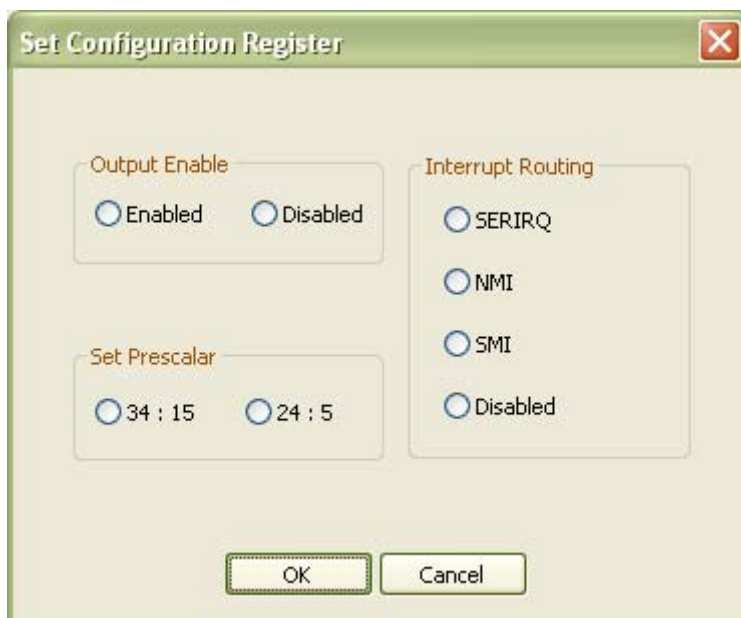 Set Configuration Register
Output Enable
Enabled Disabled
Set Prescalar
34 : 15 24 : 5
Interrupt Routing
SERIRQ
NMI
SMI
Disabled
OK Cancel